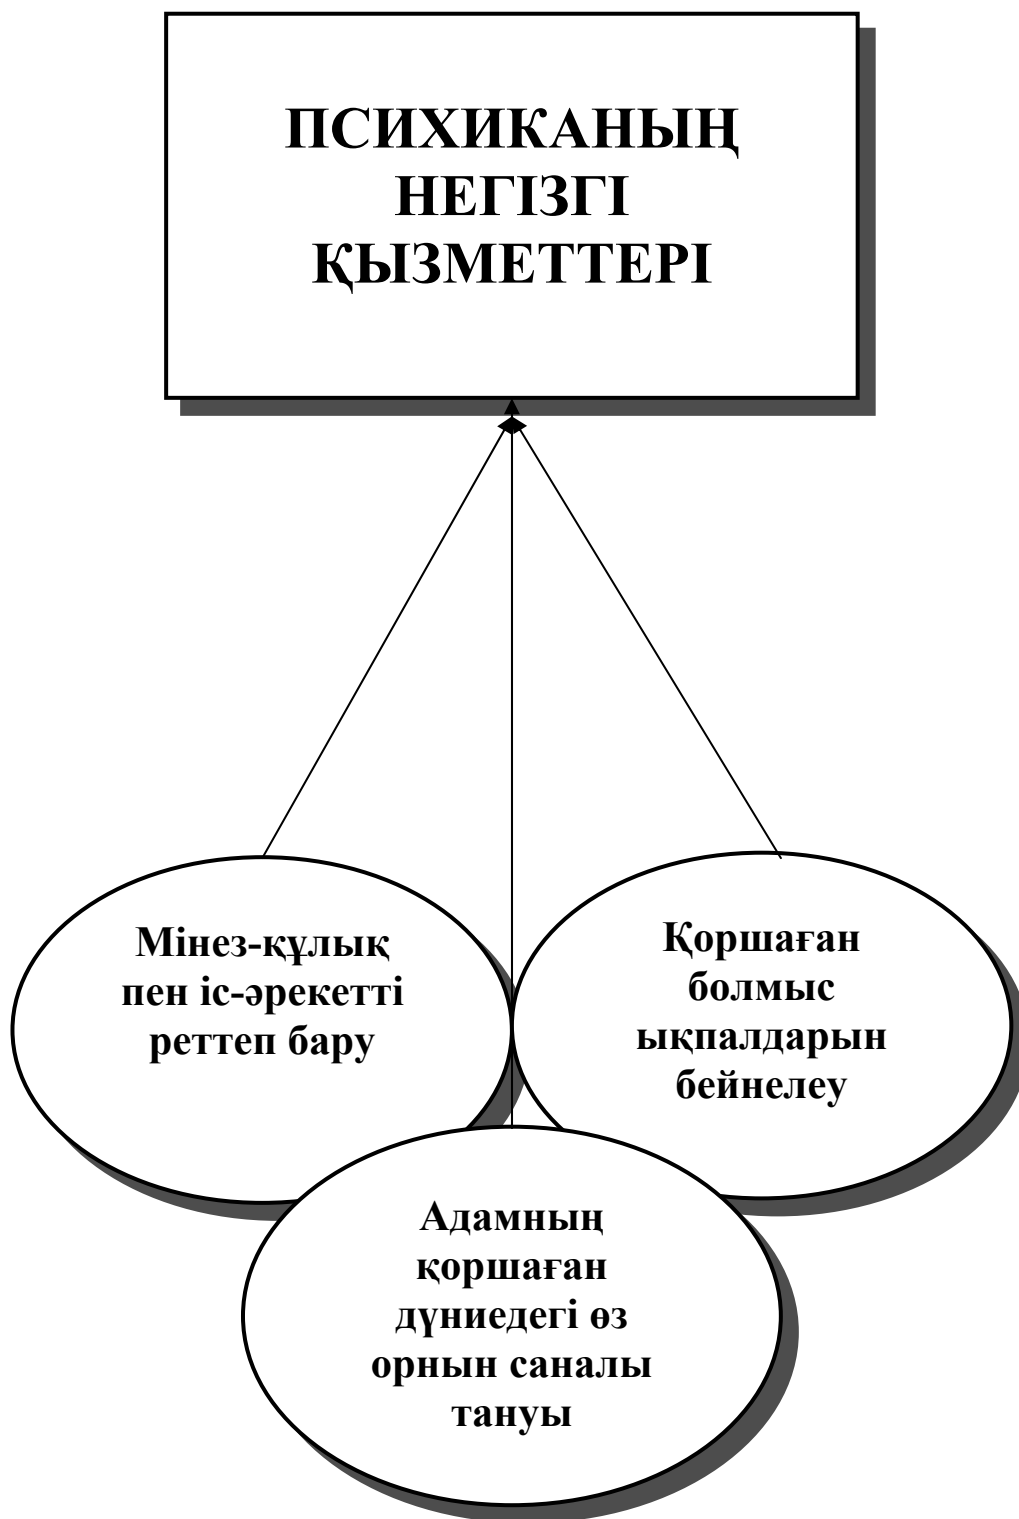 ПСИХИКАНЫҢ
НЕГІЗГІ
ҚЫЗМЕТТЕРІ
Мінез-құлық
пен іс-әрекетті
реттеп бару
Қоршаған
болмыс
ықпалдарын
бейнелеу
Адамның
қоршаған
дүниедегі өз
орнын саналы
тануы